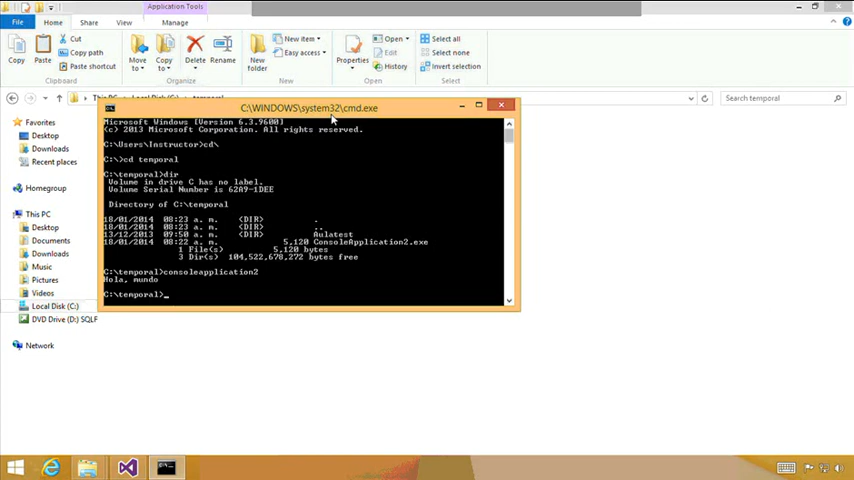 Application Tools
File
Home
Share
View
Manage
Copy
Paste
Cut
Copy path
Paste shortcut
Clipboard
Move to
Copy to
Delete
Rename
Organize
New folder
New item
Easy access
New
Properties
Open
Edit
History
Open
Select all
Select none
Invert selection
Select
This PC
Local Disk (C:)
temporal
Search temporal
Favorites
Desktop
Downloads
Recent places
Homegroup
This PC
Desktop
Documents
Downloads
Music
Pictures
Videos
Local Disk (C:)
DVD Drive (D:) SQLF
Network
C:\WINDOWS\system32\cmd.exe
Microsoft Windows [Version 6.3.9600]
(c) 2013 Microsoft Corporation. All rights reserved.
C:\Users\Instructor>cd\
C:\>cd temporal
C:\temporal>dir
Volume in drive C has no label.
Volume Serial Number is 62A9-1DEE
Directory of C:\temporal
18/01/2014 08:23 a. m. <DIR> .
18/01/2014 08:23 a. m. <DIR> ..
13/12/2013 09:50 a. m. <DIR> Aulatest
18/01/2014 08:22 a. m. 5,120 ConsoleApplication2.exe
1 File(s) 5,120 bytes
3 Dir(s) 104,522,678,272 bytes free
C:\temporal>consoleapplication2
Hola, mundo
C:\temporal>_